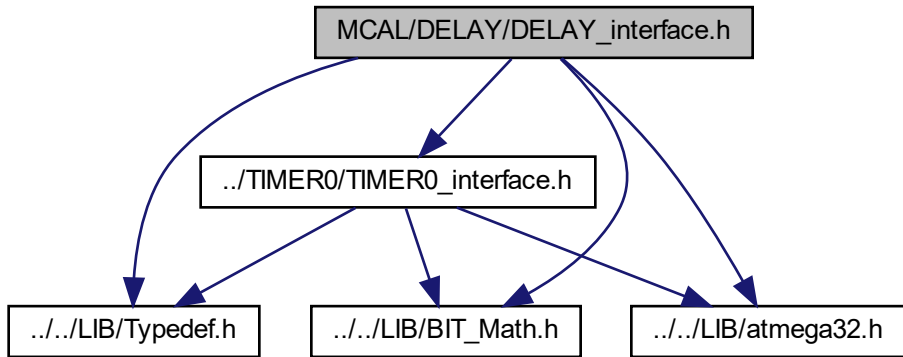 MCAL/DELAY/DELAY_interface.h
../TIMER0/TIMER0_interface.h
../../LIB/Typedef.h
../../LIB/BIT_Math.h
../../LIB/atmega32.h